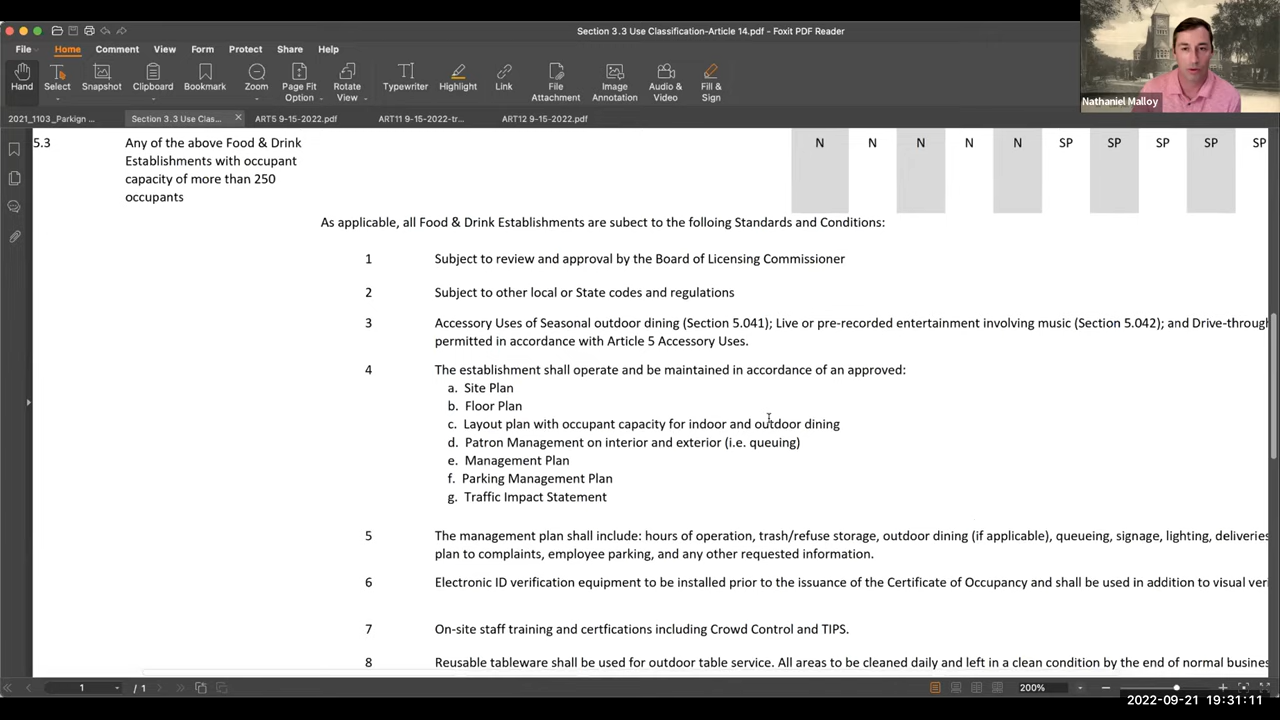 Section 3.3 Use Classification-Article 14.pdf - Foxit PDF Reader
File Home Comment View Form Protect Share Help
Hand Select Snapshot Clipboard Bookmark Zoom Page Fit Option Rotate View Typewriter Highlight Link File Attachment Image Annotation Audio & Video Fill & Sign
Nathaniel Malloy
2021_1103_Parkign ... Section 3.3 Use Clas... ART5 9-15-2022.pdf ART11 9-15-2022-tr... ART12 9-15-2022.pdf
5.3 Any of the above Food & Drink N N N N N SP SP SP SP SP
Establishments with occupant
capacity of more than 250
occupants
As applicable, all Food & Drink Establishments are subect to the folloing Standards and Conditions:
1 Subject to review and approval by the Board of Licensing Commissioner
2 Subject to other local or State codes and regulations
3 Accessory Uses of Seasonal outdoor dining (Section 5.041); Live or pre-recorded entertainment involving music (Section 5.042); and Drive-through
permitted in accordance with Article 5 Accessory Uses.
4 The establishment shall operate and be maintained in accordance of an approved:
a. Site Plan
b. Floor Plan
c. Layout plan with occupant capacity for indoor and outdoor dining
d. Patron Management on interior and exterior (i.e. queuing)
e. Management Plan
f. Parking Management Plan
g. Traffic Impact Statement
5 The management plan shall include: hours of operation, trash/refuse storage, outdoor dining (if applicable), queueing, signage, lighting, deliveries
plan to complaints, employee parking, and any other requested information.
6 Electronic ID verification equipment to be installed prior to the issuance of the Certificate of Occupancy and shall be used in addition to visual ver
7 On-site staff training and certfications including Crowd Control and TIPS.
8 Reusable tableware shall be used for outdoor table service. All areas to be cleaned daily and left in a clean condition by the end of normal busines
1 / 1 200%
2022-09-21 19:31:11